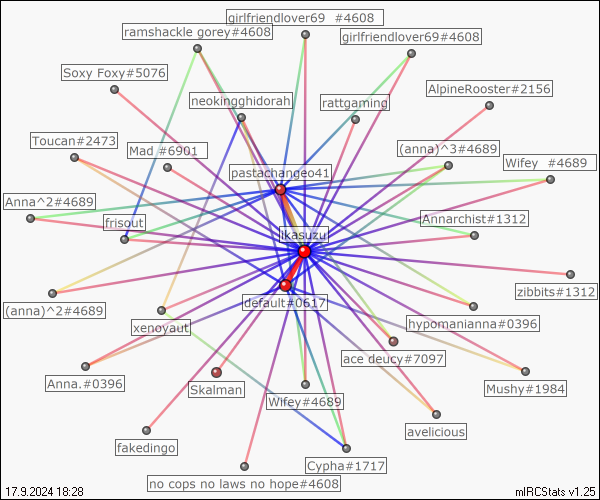 girlfriendlover69 #4608
ramshackle gorey#4608
girlfriendlover69#4608
Soxy Foxy#5076
AlpineRooster#2156
neokingghidorah
rattgaming
Toucan#2473
Mad #6901
(anna)^3#4689
Wifey #4689
pastachangeo41
Anna^2#4689
frisout
Annarchist#1312
ikasuzu
zibbits#1312
default#0617
(anna)^2#4689
xenoyaut
hypomanianna#0396
ace deucy#7097
Anna.#0396
Skalman
Mushy#1984
Wifey#4689
avelicious
fakedingo
Cypha#1717
no cops no laws no hope#4608
17.9.2024 18:28
mIRCStats v1.25